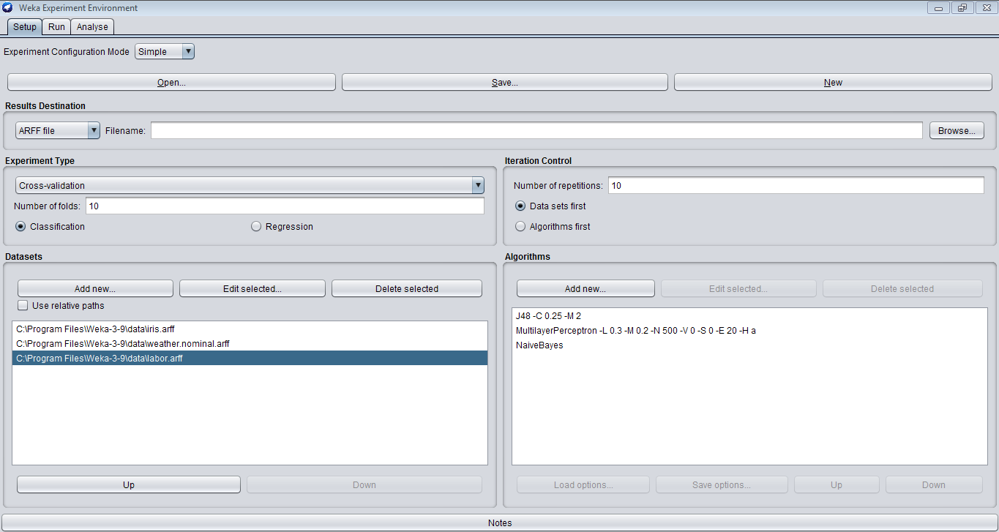 Weka Experiment Environment
Setup Run Analyse
Experiment Configuration Mode Simple
Open... Save... New
Results Destination
ARFF file Filename: Browse...
Experiment Type
Cross-validation
Number of folds: 10
Classification Regression
Iteration Control
Number of repetitions: 10
Data sets first
Algorithms first
Datasets
Add new... Edit selected... Delete selected
Use relative paths
C:\Program Files\Weka-3-9\data\iris.arff
C:\Program Files\Weka-3-9\data\weather.nominal.arff
C:\Program Files\Weka-3-9\data\labor.arff
Up Down
Algorithms
Add new... Edit selected... Delete selected
J48 -C 0.25 -M 2
MultilayerPerceptron -L 0.3 -M 0.2 -N 500 -V 0 -S 0 -E 20 -H a
NaiveBayes
Load options... Save options... Up Down
Notes